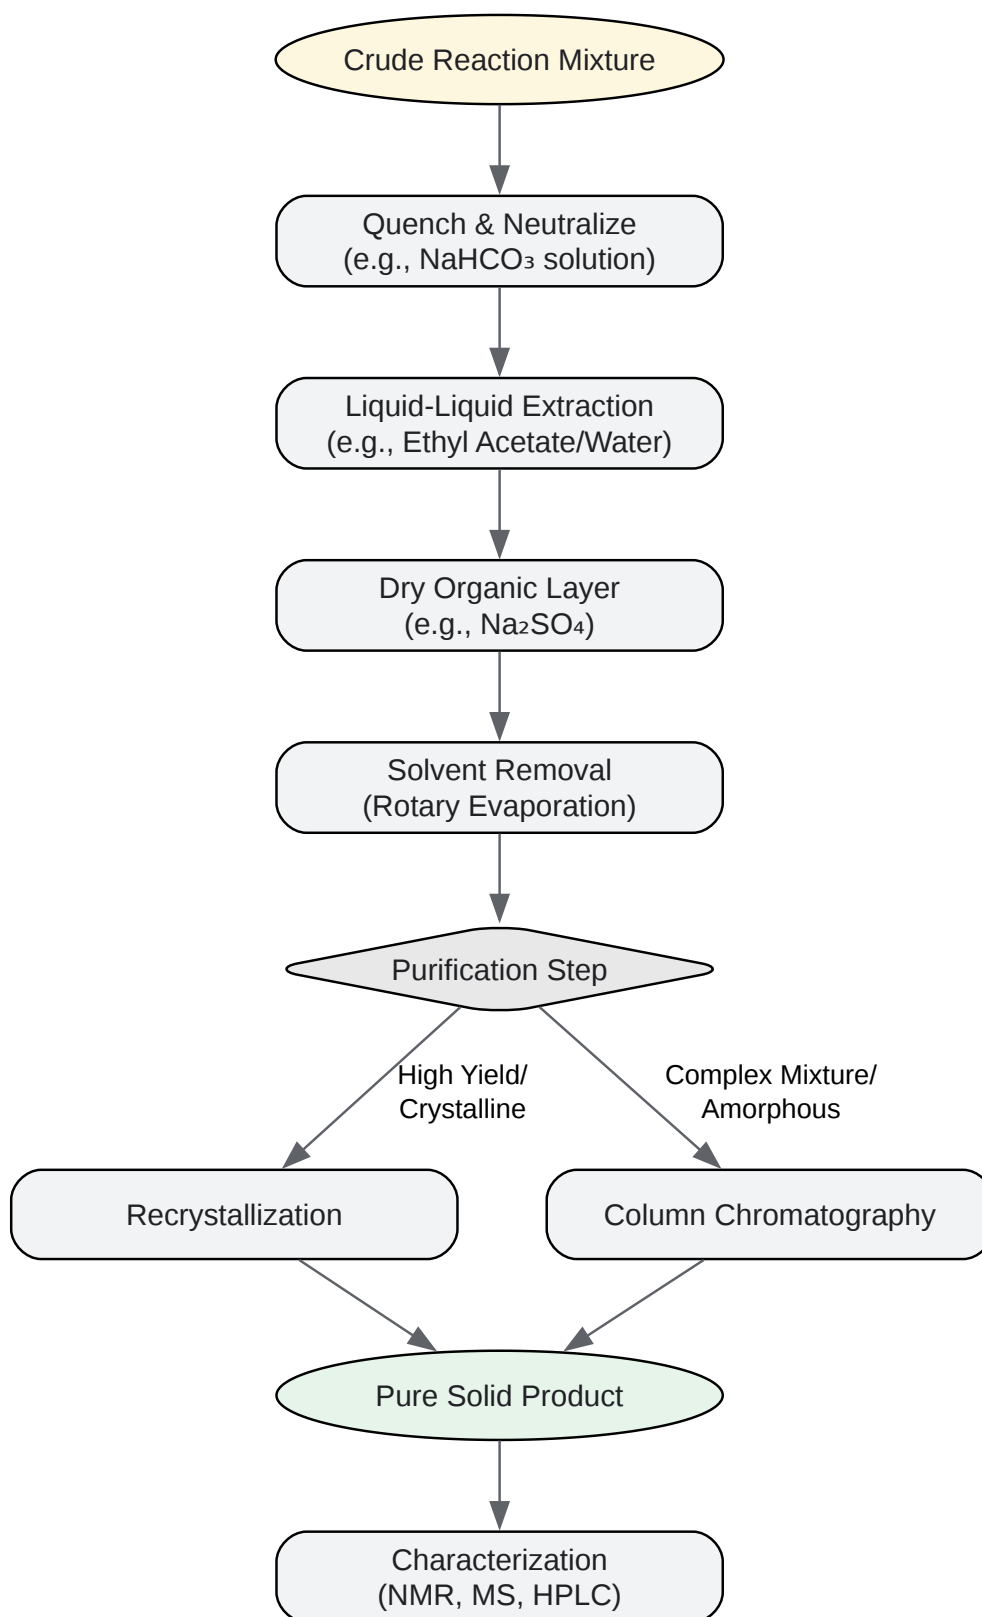 Crude Reaction Mixture
Quench & Neutralize
(e.g., NaHCO₃ solution)
Liquid-Liquid Extraction
(e.g., Ethyl Acetate/Water)
Dry Organic Layer
(e.g., Na₂SO₄)
Solvent Removal
(Rotary Evaporation)
Purification Step
High Yield/
Crystalline
Complex Mixture/
Amorphous
Recrystallization
Column Chromatography
Pure Solid Product
Characterization
(NMR, MS, HPLC)